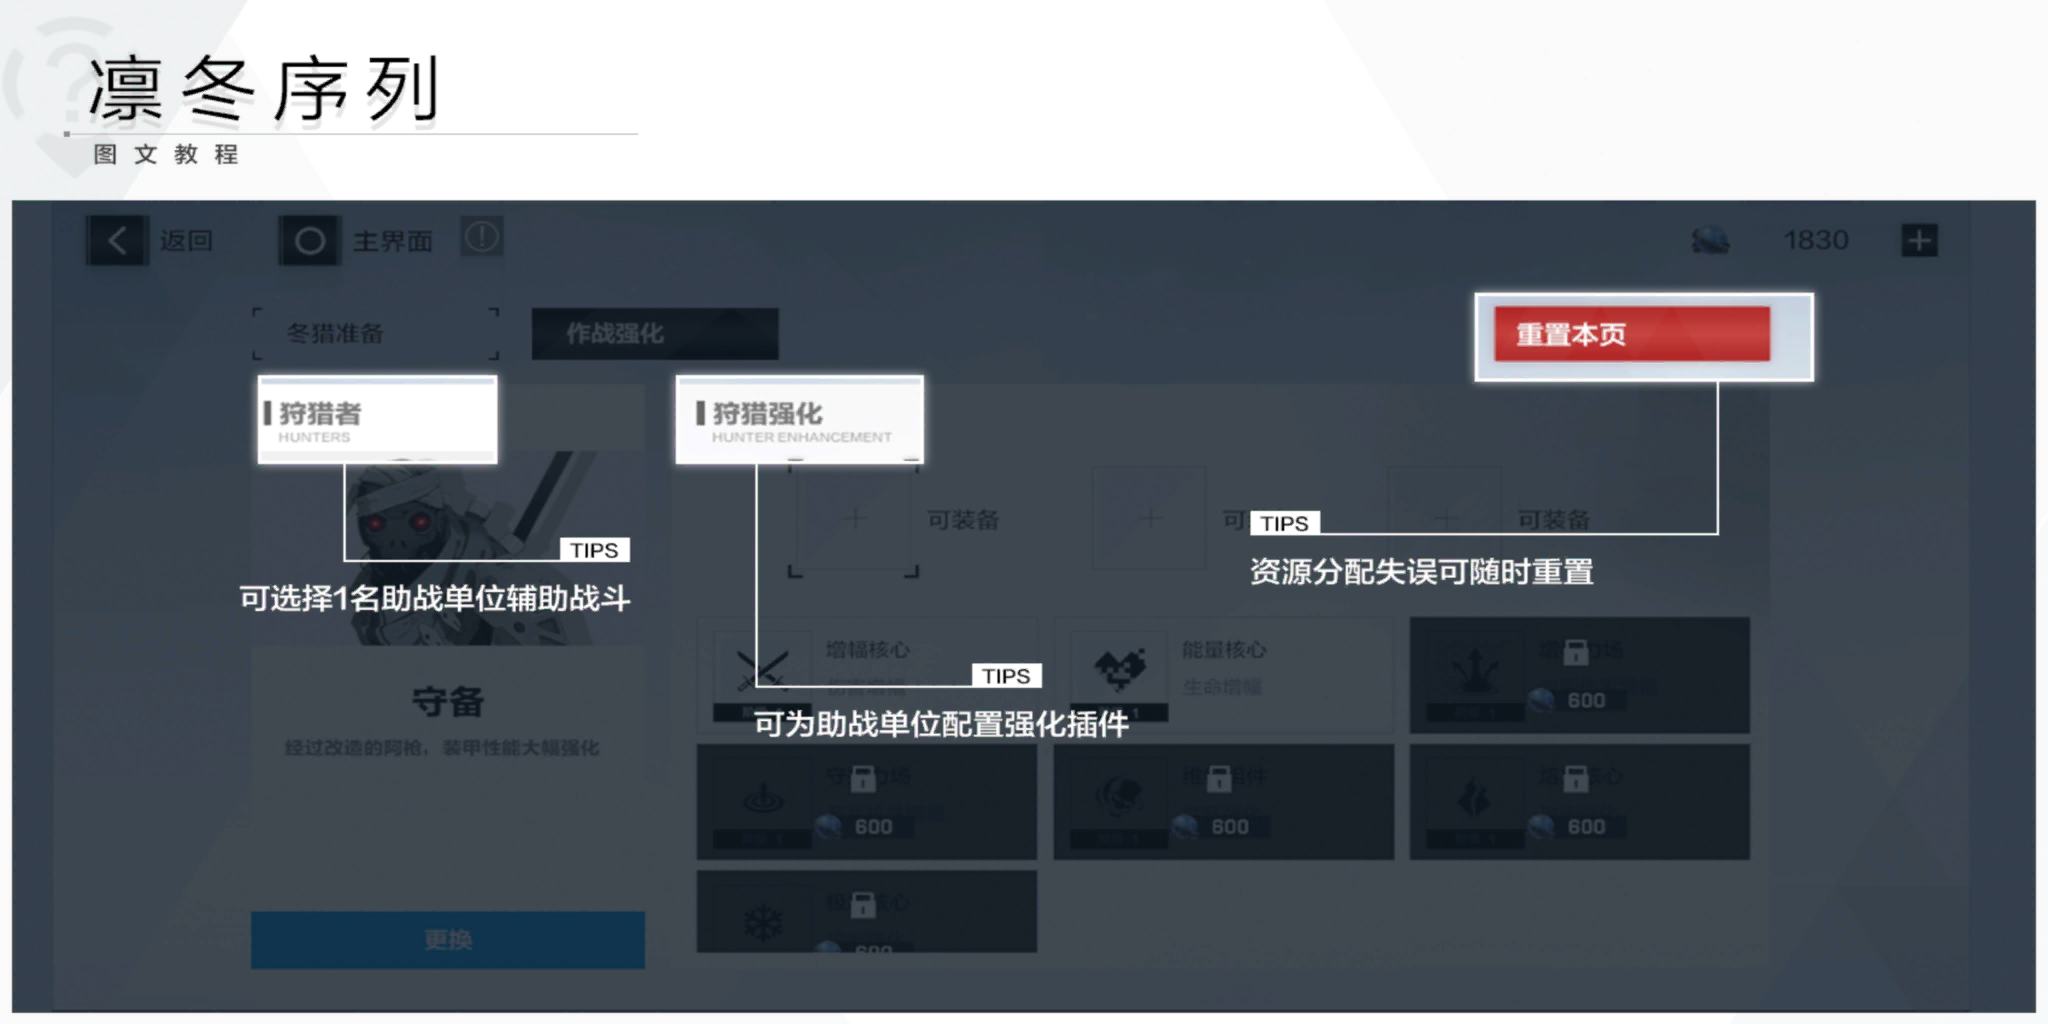 凛冬序列
图文教程
返回
主界面
1830
冬猎准备
作战强化
重置本页
狩猎者
HUNTERS
狩猎强化
HUNTER ENHANCEMENT
可装备
可
可装备
TIPS
资源分配失误可随时重置
TIPS
可选择1名助战单位辅助战斗
增幅核心
能量核心
生命增幅
600
TIPS
可为助战单位配置强化插件
守备
经过改造的阿枪，装甲性能大幅强化
600
600
600
600
更换